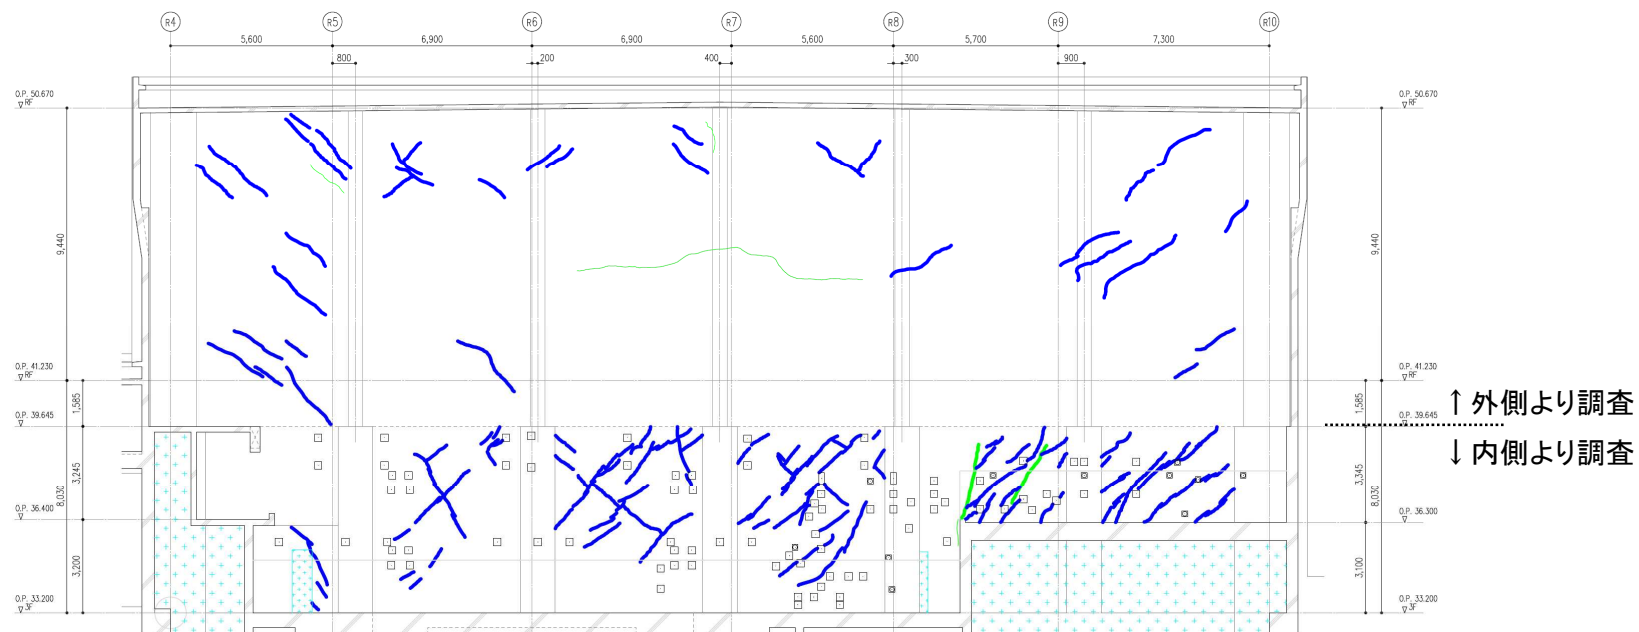 R4 R5 R6 R7 R8 R9 R10
5,600 6,900 6,900 5,600 5,700 7,300
800 200 400 300 900
O.P. 50.670 O.P. 50.670
▽RF ▽RF
9,440 9,440
O.P. 41.230 O.P. 41.230
▽RF ▽RF
1,585 1,585
↑ 外側より調査
O.P. 39.645 O.P. 39.645
↓ 内側より調査
3,245 3,345
8,030 8,030
O.P. 36.400 O.P. 36.300
3,200 3,100
O.P. 33.200 O.P. 33.200
▽3F ▽3F